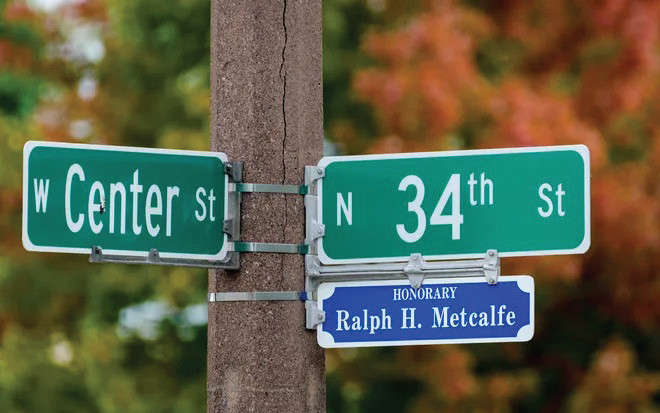 W Center St
N 34th St
HONORARY
Ralph H. Metcalfe